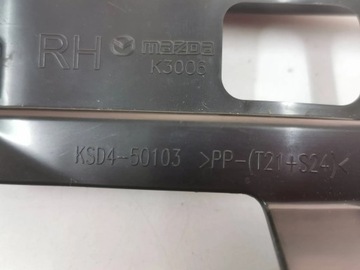 RH mazda
K3006
KSD4-50103 >PP-(T21+S24)<